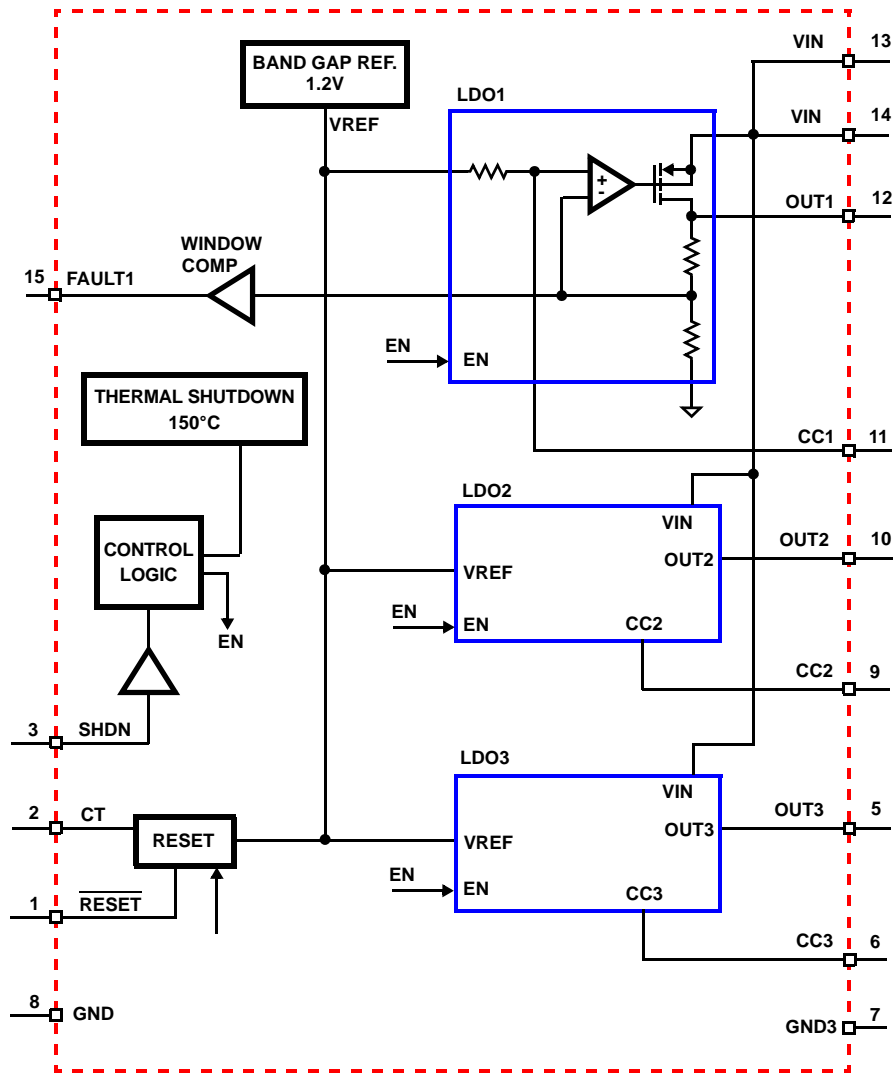 VIN 13
BAND GAP REF.
1.2V
LDO1
VREF
VIN 14
+
-
OUT1 12
WINDOW
COMP
15 FAULT1
EN
EN
THERMAL SHUTDOWN
150°C
CC1 11
LDO2
VIN
CONTROL
LOGIC
OUT2 10
OUT2
VREF
EN
EN
EN
CC2
CC2 9
3 SHDN
LDO3
VIN
2 CT
OUT3 5
OUT3
RESET
VREF
EN
EN
CC3
1 RESET
CC3 6
8 GND
GND3 7